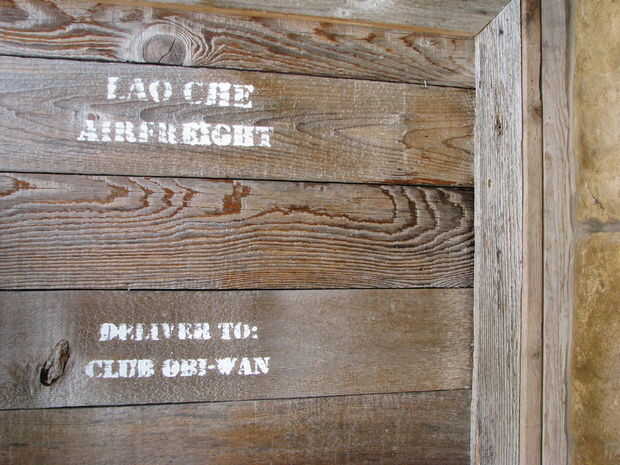 LAO CHE
AIRFREIGHT
DELIVER TO:
CLUB OBI-WAN